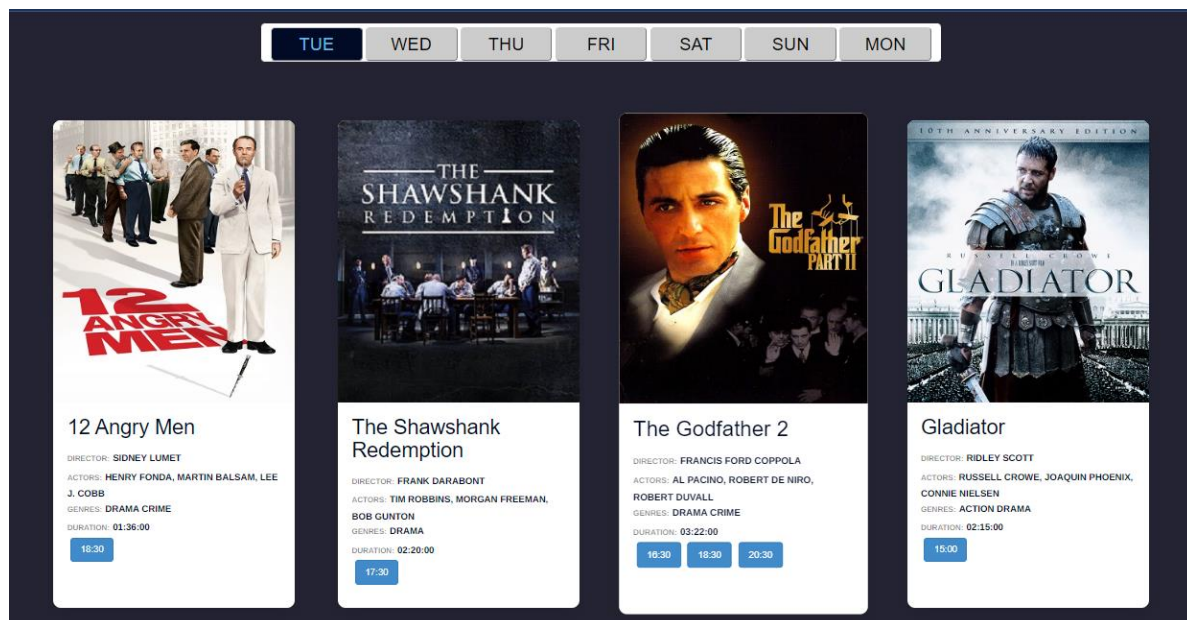 TUE WED THU FRI SAT SUN MON
12
ANGRY
MEN
12 Angry Men
DIRECTOR: SIDNEY LUMET
ACTORS: HENRY FONDA, MARTIN BALSAM, LEE
J. COBB
GENRES: DRAMA CRIME
DURATION: 01:36:00
18:30
THE
SHAWSHANK
REDEMPTION
The Shawshank
Redemption
DIRECTOR: FRANK DARABONT
ACTORS: TIM ROBBINS, MORGAN FREEMAN,
BOB GUNTON
GENRES: DRAMA
DURATION: 02:20:00
17:30
The
Godfather
PART II
The Godfather 2
DIRECTOR: FRANCIS FORD COPPOLA
ACTORS: AL PACINO, ROBERT DE NIRO,
ROBERT DUVALL
GENRES: DRAMA CRIME
DURATION: 03:22:00
16:30 18:30 20:30
10TH ANNIVERSARY EDITION
RUSSELL CROWE
GLADIATOR
Gladiator
DIRECTOR: RIDLEY SCOTT
ACTORS: RUSSELL CROWE, JOAQUIN PHOENIX,
CONNIE NIELSEN
GENRES: ACTION DRAMA
DURATION: 02:15:00
15:00